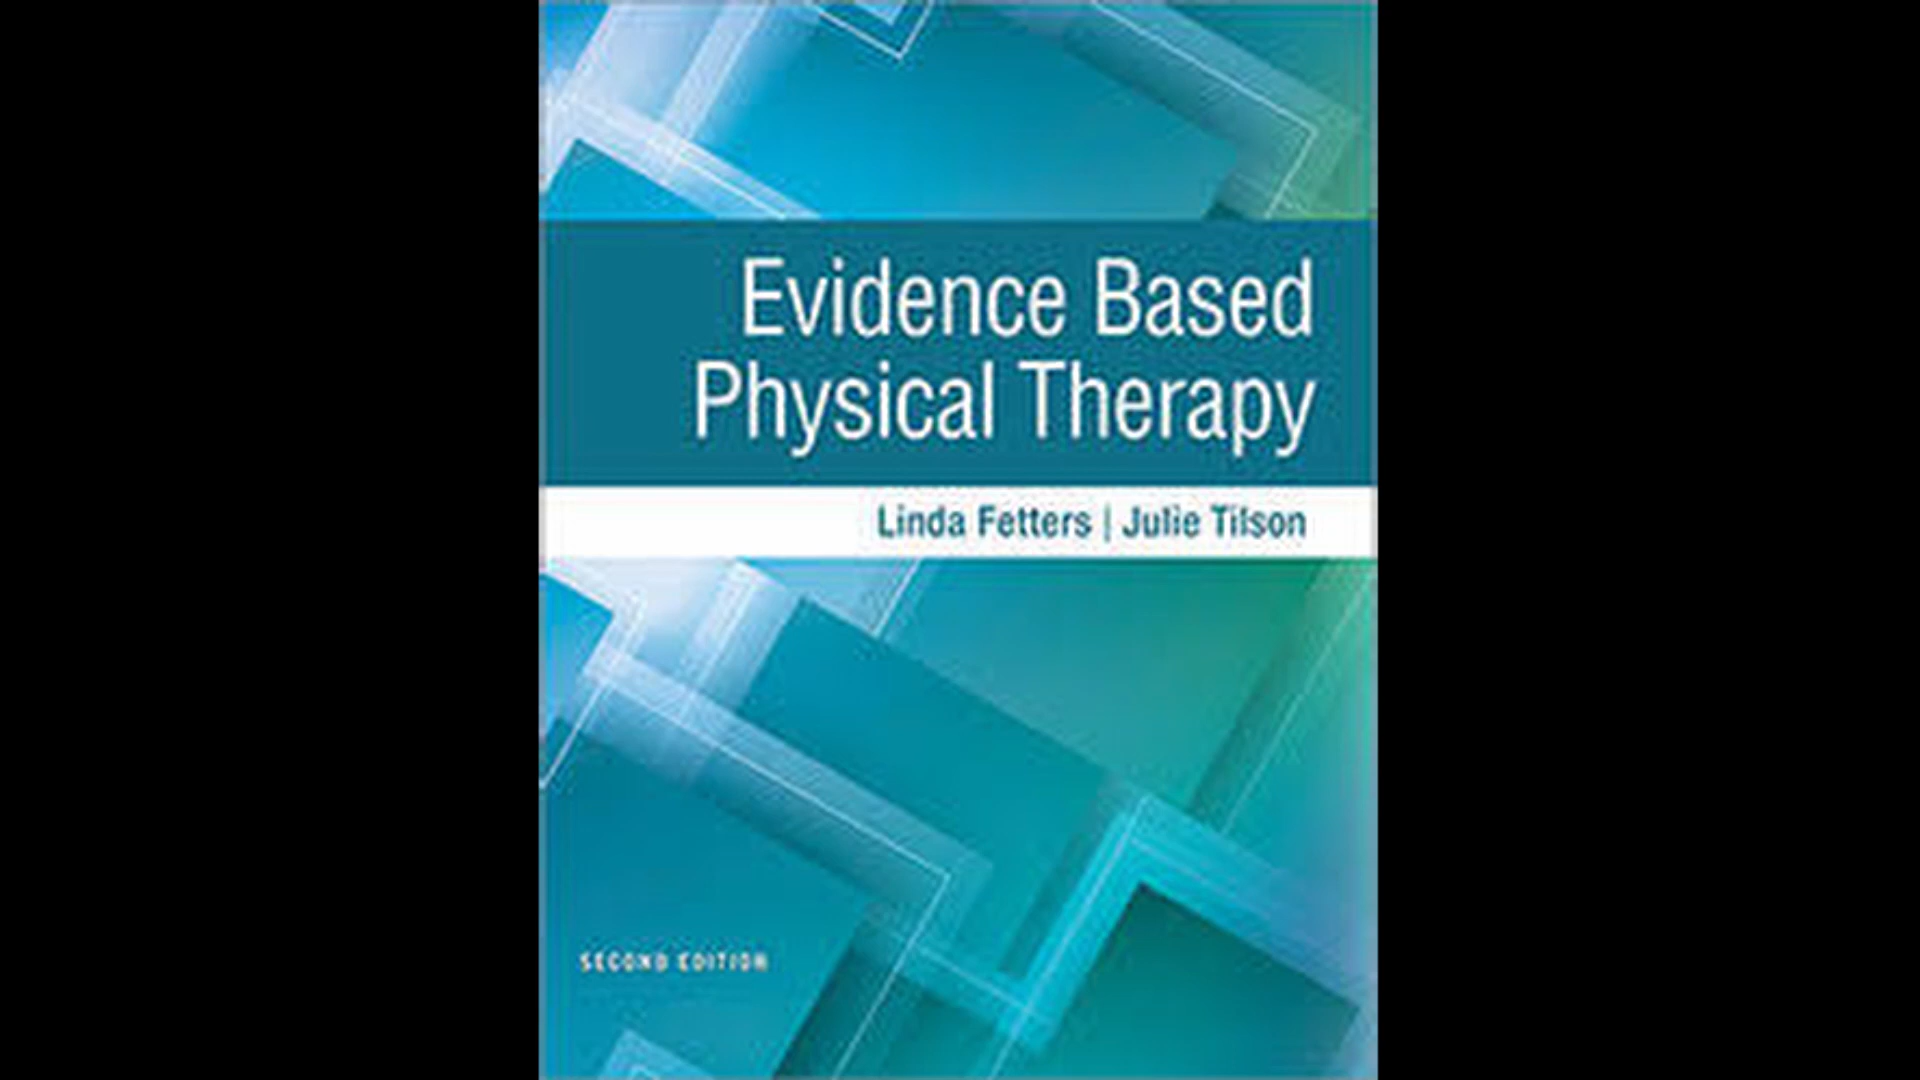 Evidence Based
Physical Therapy
Linda Fetters | Julie Tilson
SECOND EDITION